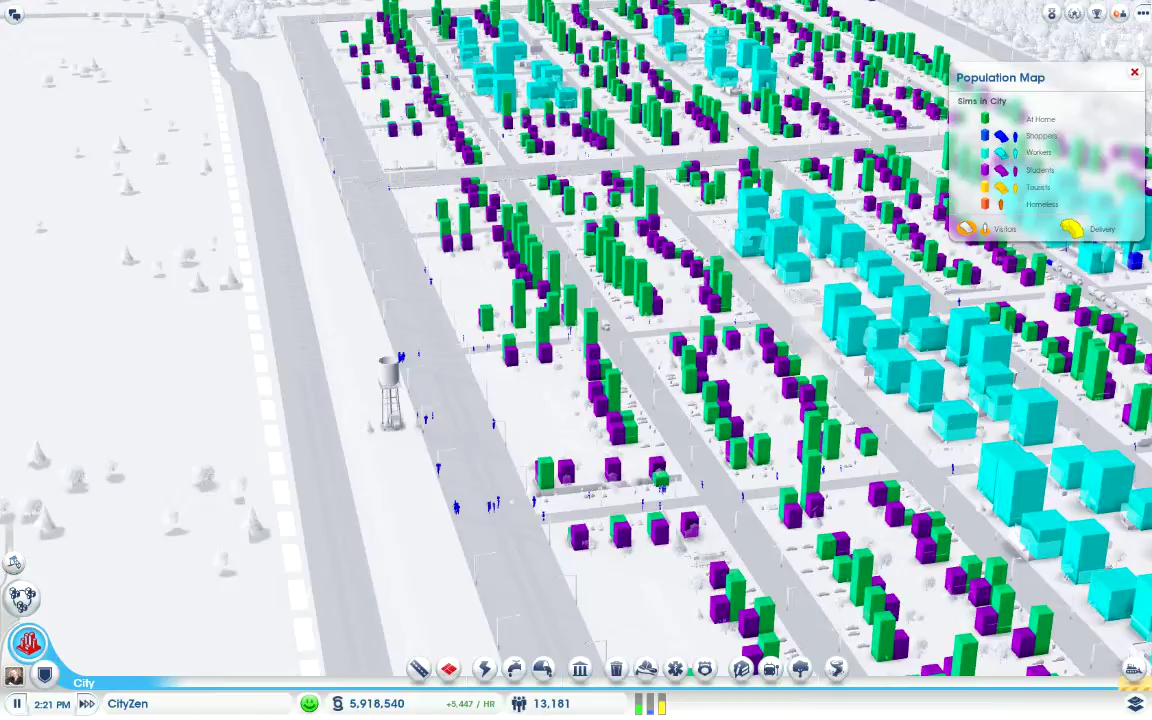 Population Map
Sims in City
At Home
Shoppers
Workers
Students
Tourists
Homeless
Visitors
Delivery
City
2:21 PM
CityZen
5,918,540
+5,447 / HR
13,181